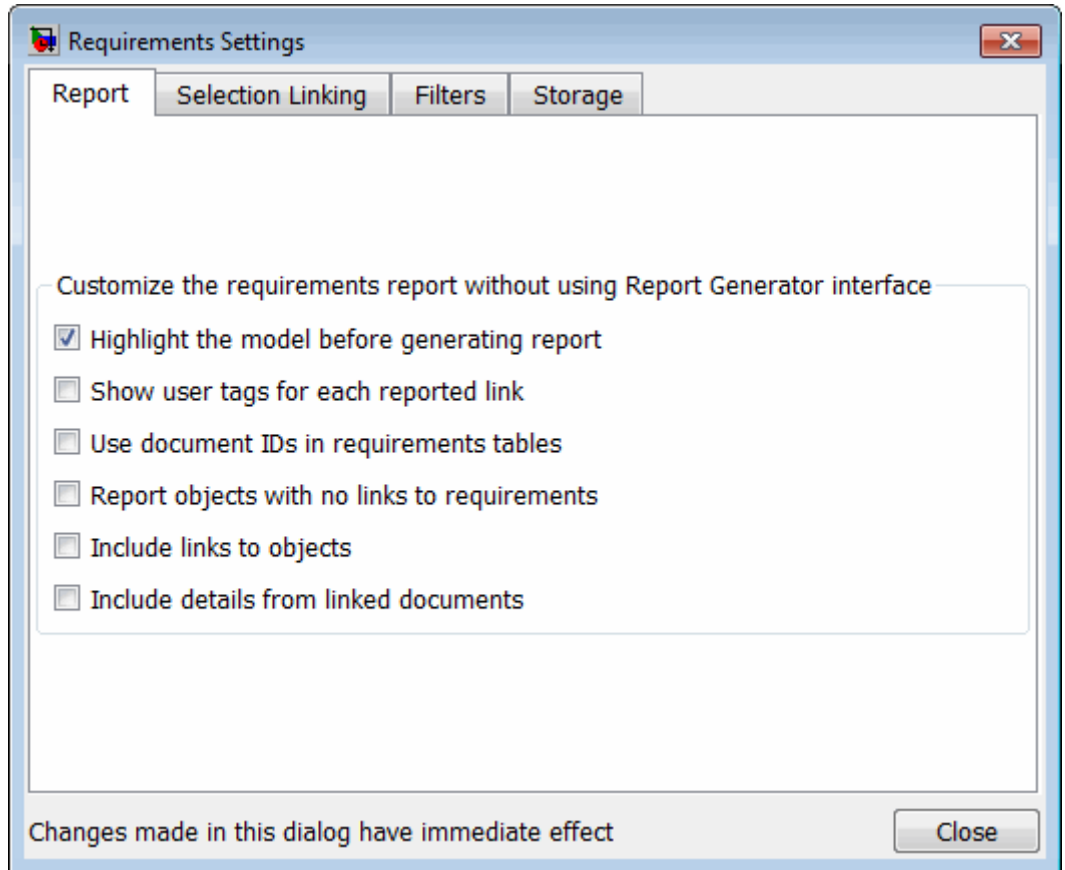 Requirements Settings
Report Selection Linking Filters Storage
Customize the requirements report without using Report Generator interface
Highlight the model before generating report
Show user tags for each reported link
Use document IDs in requirements tables
Report objects with no links to requirements
Include links to objects
Include details from linked documents
Changes made in this dialog have immediate effect Close